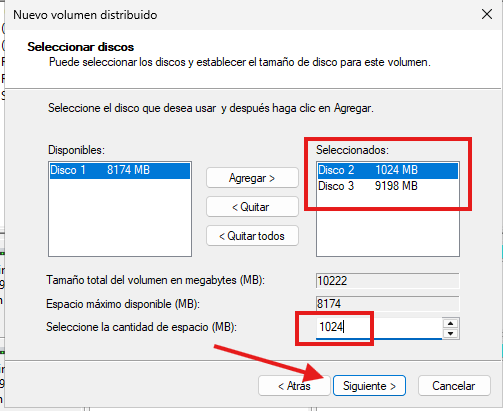 Nuevo volumen distribuido
Seleccionar discos
Puede seleccionar los discos y establecer el tamaño de disco para este volumen.
Seleccione el disco que desea usar y después haga clic en Agregar.
Disponibles:
Disco 1 8174 MB
Agregar >
< Quitar
< Quitar todos
Seleccionados:
Disco 2 1024 MB
Disco 3 9198 MB
Tamaño total del volumen en megabytes (MB): 10222
Espacio máximo disponible (MB): 8174
Seleccione la cantidad de espacio (MB): 1024
< Atrás
Siguiente >
Cancelar